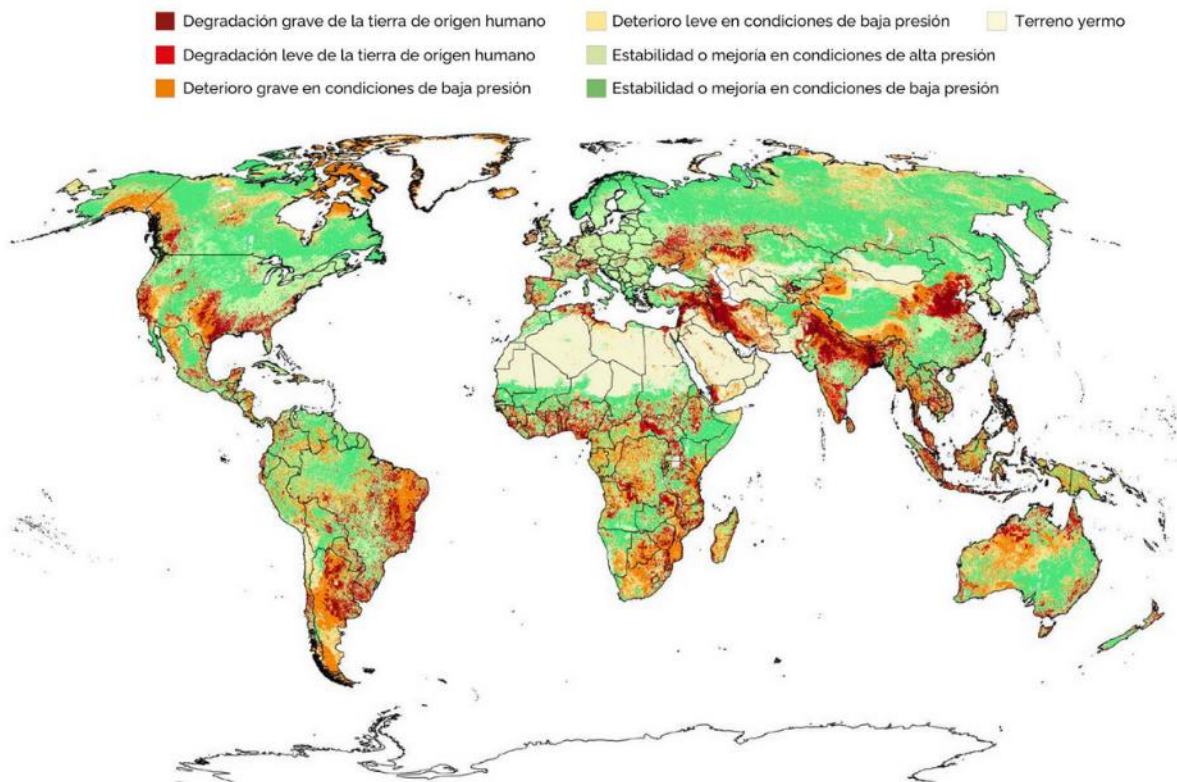 Degradación grave de la tierra de origen humano
Degradación leve de la tierra de origen humano
Deterioro grave en condiciones de baja presión
Deterioro leve en condiciones de baja presión
Estabilidad o mejoría en condiciones de alta presión
Estabilidad o mejoría en condiciones de baja presión
Terreno yermo